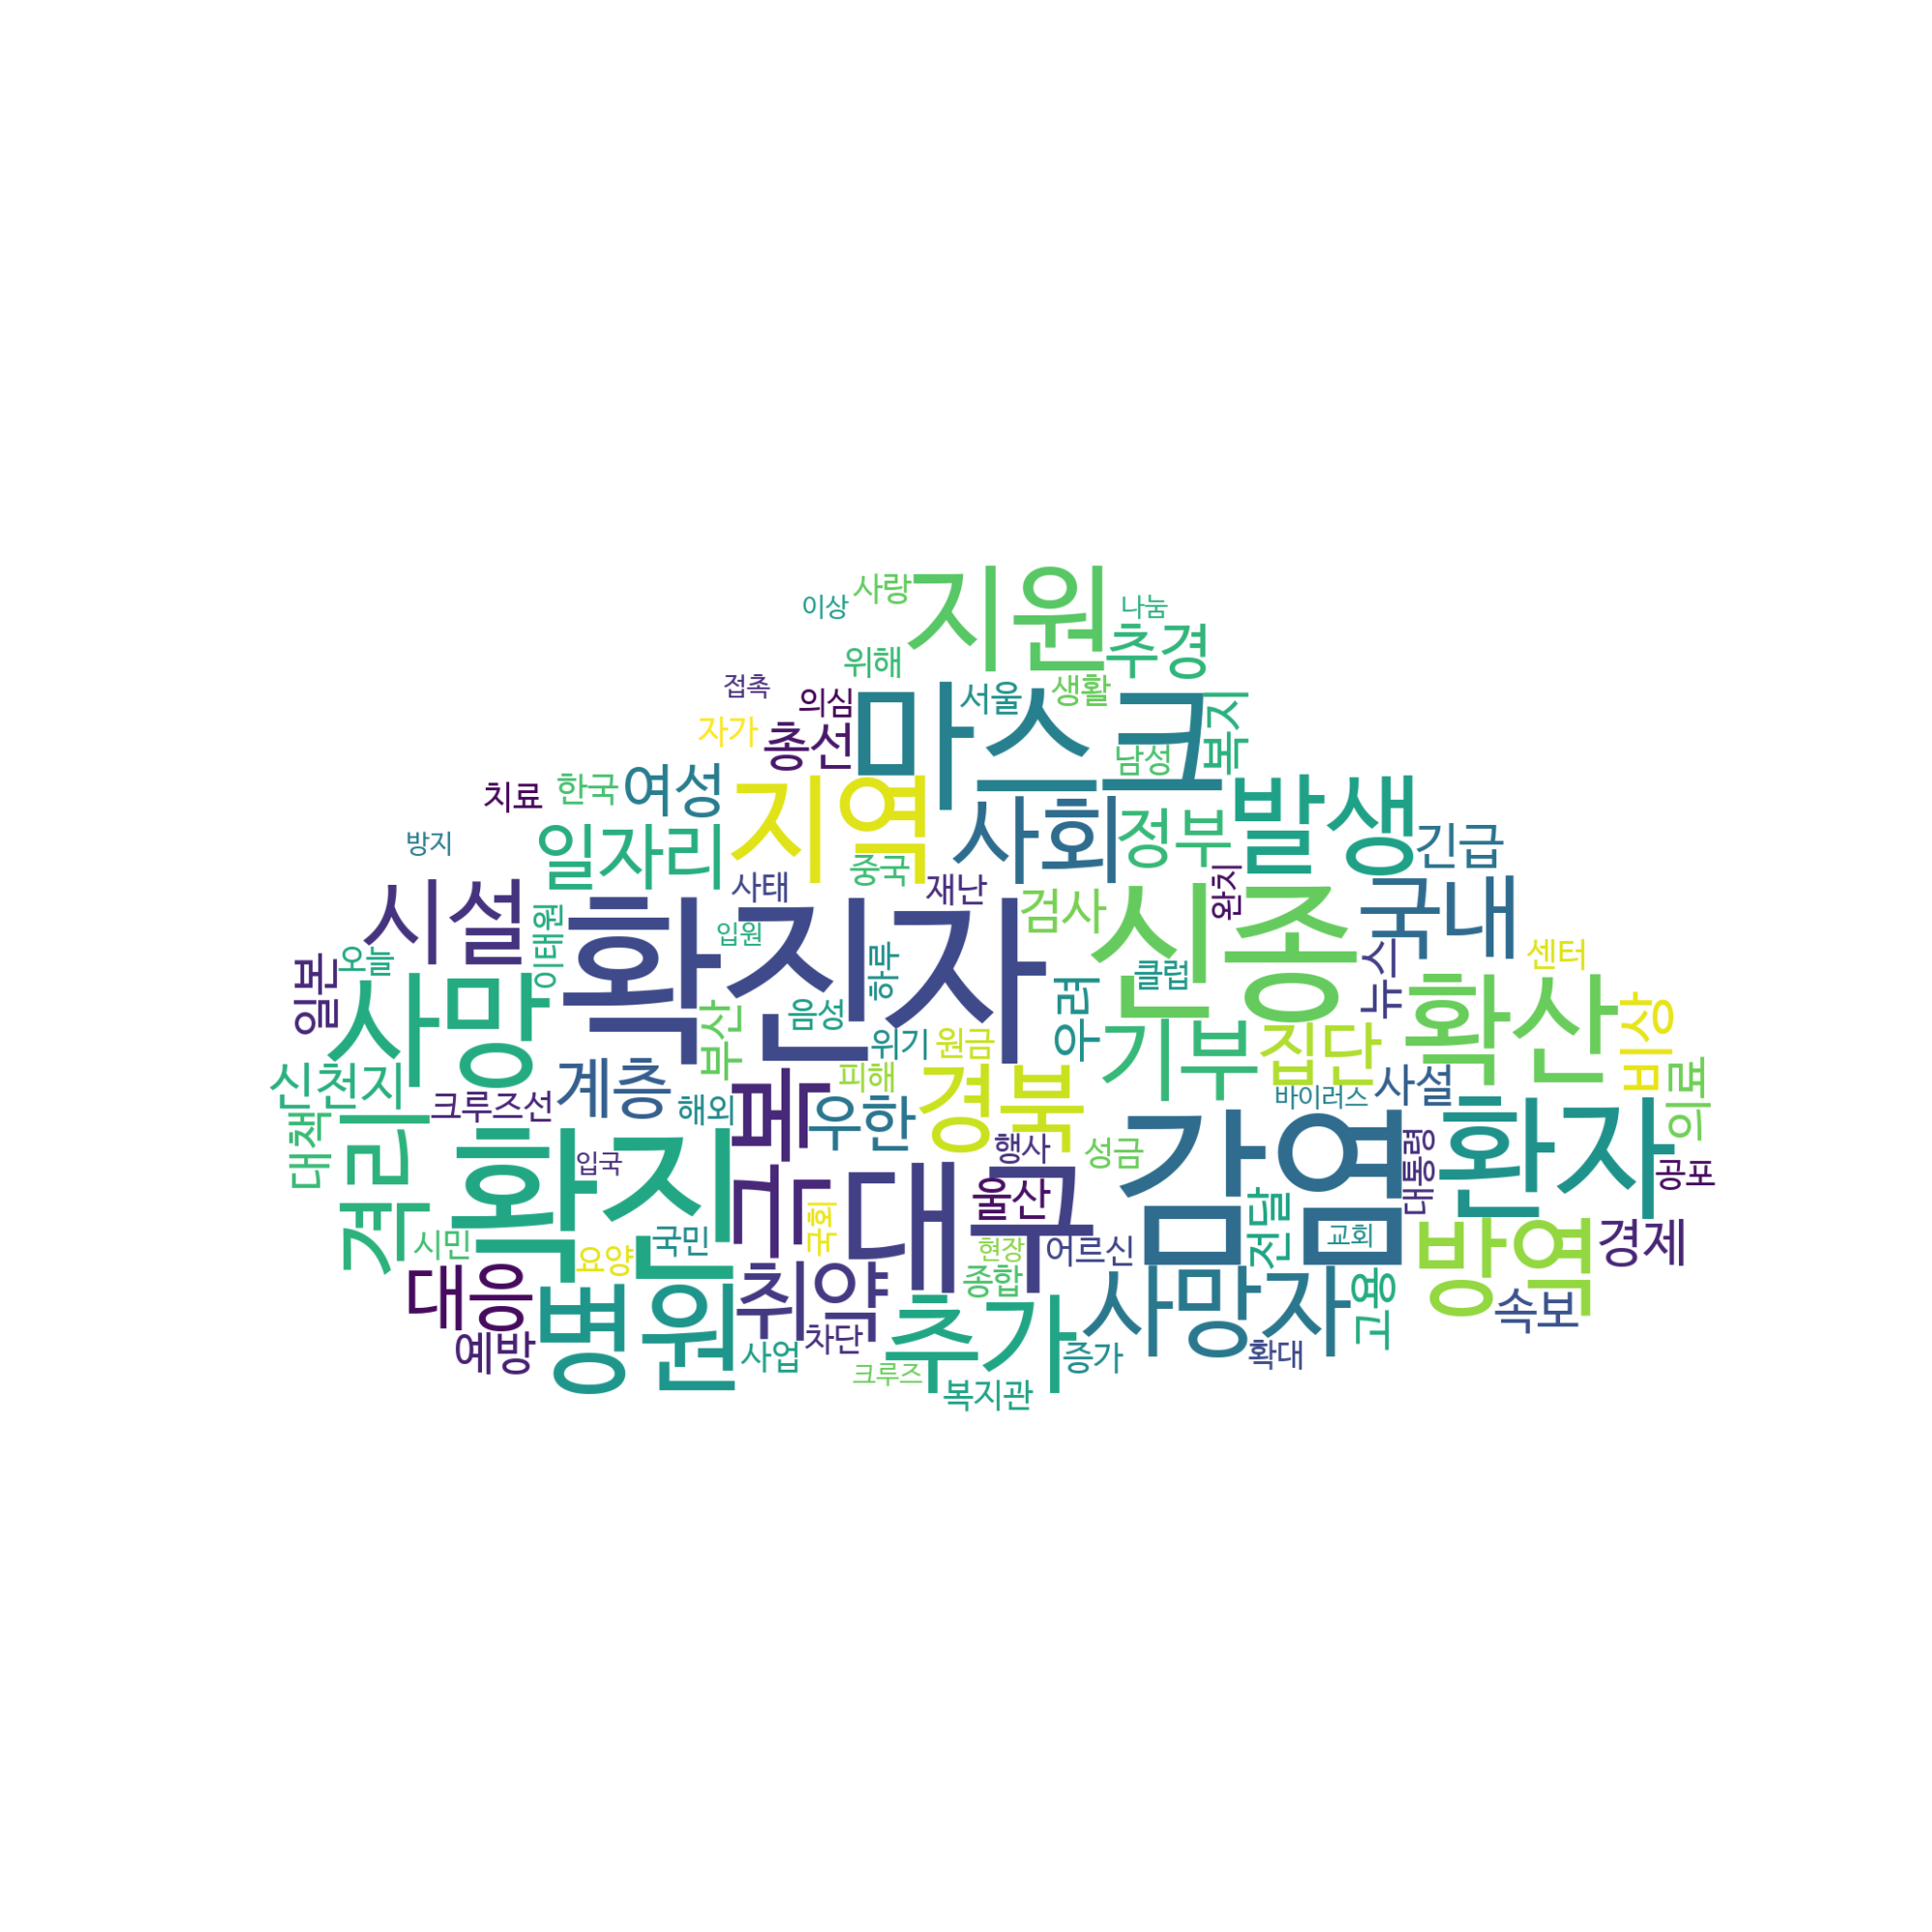 지원
사랑
이상
나눔
추경
위해
접촉
의심
마스크
서울
생활
복지
자가
총선
남성
치료
한국
여성
지역
발생
방지
일자리
사회
정부
긴급
중국
시설
사태
재난
검사
신종
완치
국내
확진자
이태원
입원
오늘
일본
뉴시스
센터
사망
부산
음성
폭행
위기
원금
우려
클럽
기부
집단
확산
비상
신천지
크루즈선
계층
해외
피해
경북
바이러스
사설
의료
대책
격리
확진
입국
미국
우한
행사
성금
감염
대통령
환자
공포
대구
울산
국회
전달
교회
시민
요양
국민
현장
어르신
방역
경제
대응
병원
취약
종합
추가
사망자
속보
예방
사업
차단
크루즈
증가
확대
복지관